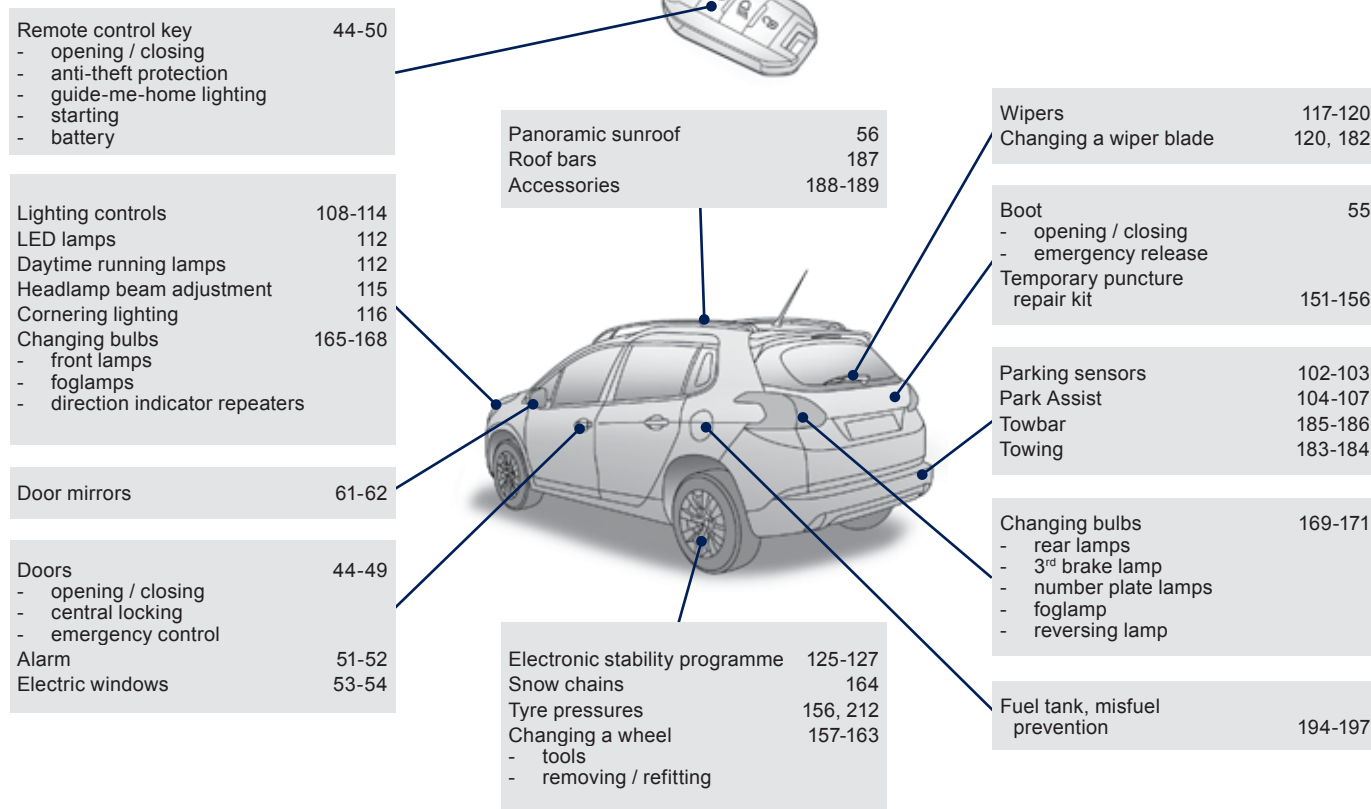 Remote control key 44-50
- opening / closing
- anti-theft protection
- guide-me-home lighting
- starting
- battery
Lighting controls 108-114
LED lamps 112
Daytime running lamps 112
Headlamp beam adjustment 115
Cornering lighting 116
Changing bulbs 165-168
- front lamps
- foglamps
- direction indicator repeaters
Door mirrors 61-62
Doors 44-49
- opening / closing
- central locking
- emergency control
Alarm 51-52
Electric windows 53-54
Panoramic sunroof 56
Roof bars 187
Accessories 188-189
Electronic stability programme 125-127
Snow chains 164
Tyre pressures 156, 212
Changing a wheel 157-163
- tools
- removing / refitting
Wipers 117-120
Changing a wiper blade 120, 182
Boot 55
- opening / closing
- emergency release
Temporary puncture
repair kit 151-156
Parking sensors 102-103
Park Assist 104-107
Towbar 185-186
Towing 183-184
Changing bulbs 169-171
- rear lamps
- 3rd brake lamp
- number plate lamps
- foglamp
- reversing lamp
Fuel tank, misfuel
prevention 194-197